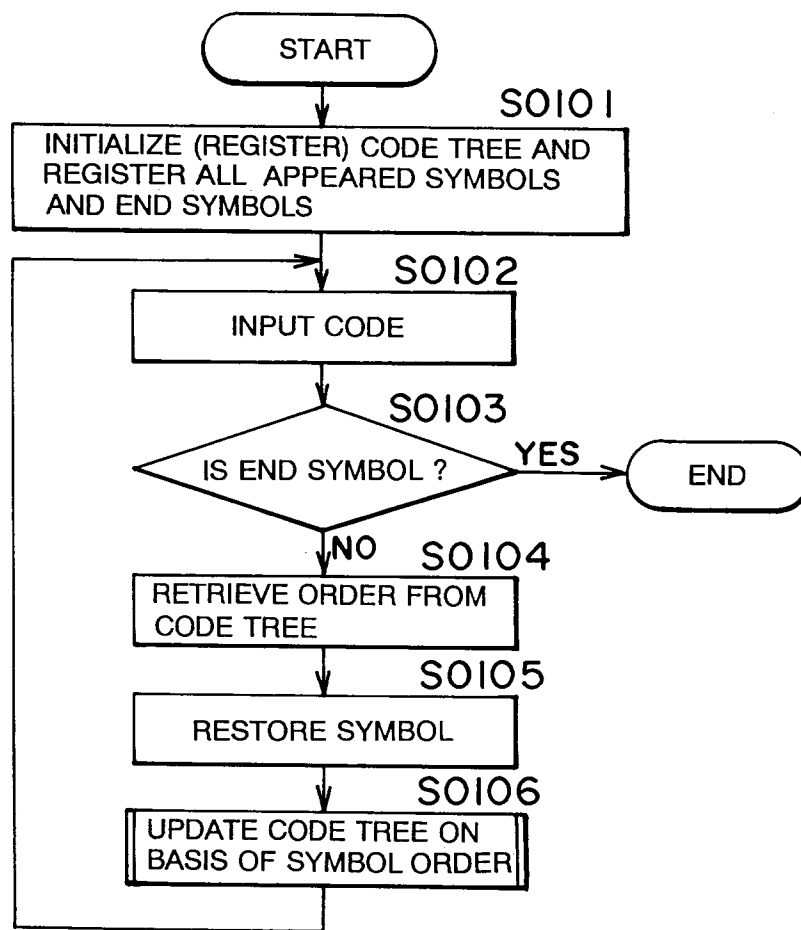 START
S0101
INITIALIZE (REGISTER) CODE TREE AND
REGISTER ALL APPEARED SYMBOLS
AND END SYMBOLS
S0102
INPUT CODE
S0103
IS END SYMBOL ?
YES
END
NO
S0104
RETRIEVE ORDER FROM
CODE TREE
S0105
RESTORE SYMBOL
S0106
UPDATE CODE TREE ON
BASIS OF SYMBOL ORDER